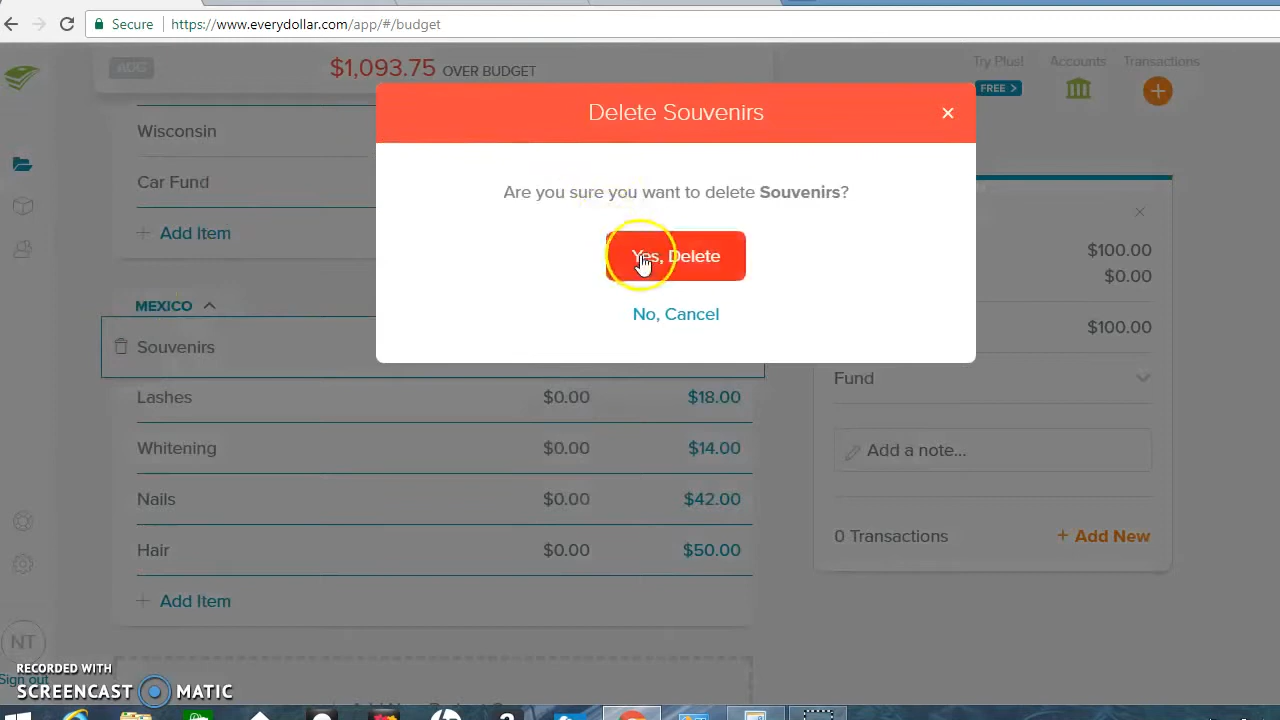 Secure https://www.everydollar.com/app/#/budget
ADG $1,093.75 OVER BUDGET
Try Plus! Accounts Transactions
FREE >
Delete Souvenirs
Are you sure you want to delete Souvenirs?
Yes, Delete
No, Cancel
Wisconsin
Car Fund
+ Add Item
MEXICO
Souvenirs
Lashes $0.00 $18.00
Whitening $0.00 $14.00
Nails $0.00 $42.00
Hair $0.00 $50.00
+ Add Item
$100.00
$0.00
$100.00
Fund
Add a note...
0 Transactions + Add New
NT
Sign out
RECORDED WITH
SCREENCAST MATIC